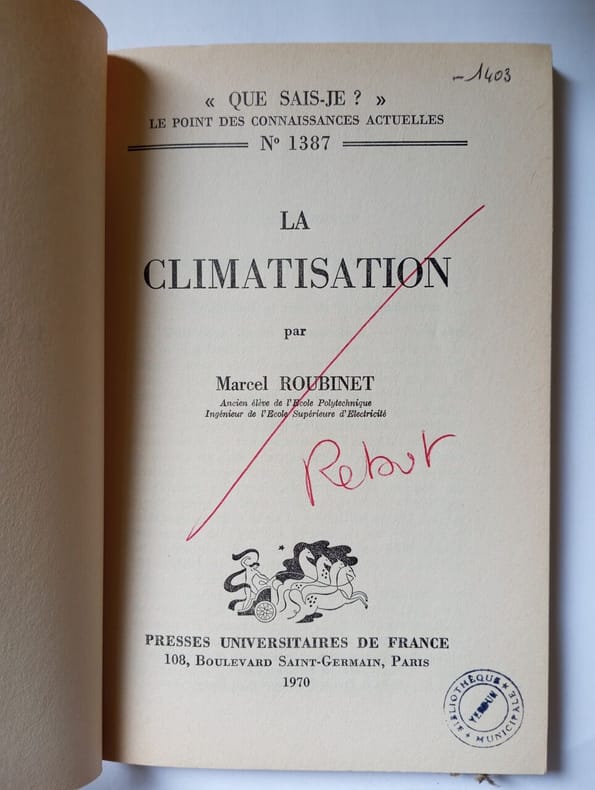 – 1403
« QUE SAIS-JE ? »
LE POINT DES CONNAISSANCES ACTUELLES
Nº 1387
LA
CLIMATISATION
par
Marcel ROUBINET
Ancien élève de l'Ecole Polytechnique
Ingénieur de l'Ecole Supérieure d'Electricité
Rebut
PRESSES UNIVERSITAIRES DE FRANCE
108, BOULEVARD SAINT-GERMAIN, PARIS
1970
BIBLIOTHÈQUE MUNICIPALE
VERDUN